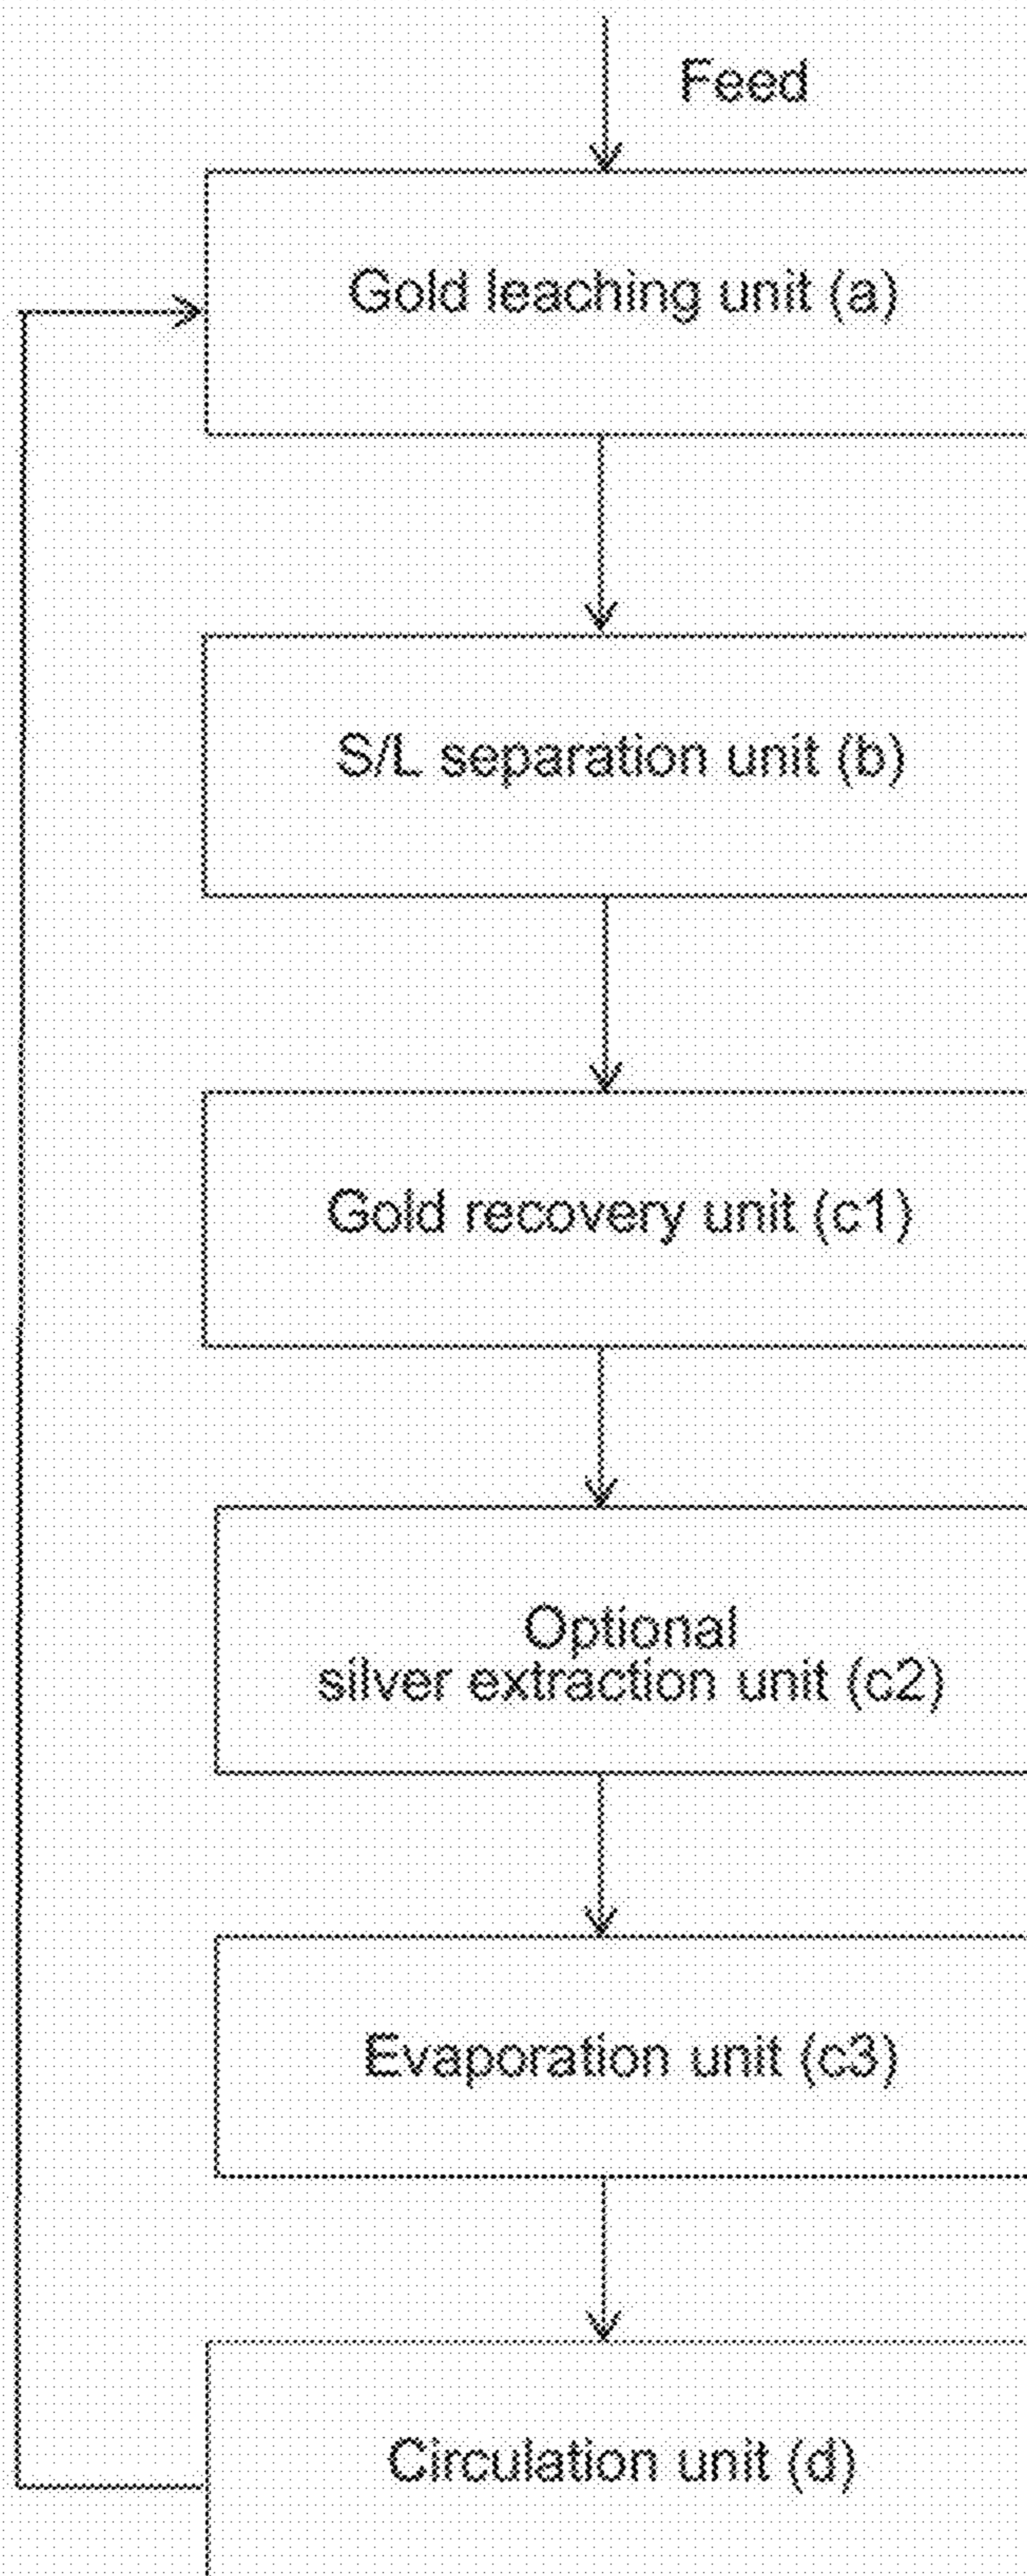 Feed
Gold leaching unit (a)
S/L separation unit (b)
Gold recovery unit (c1)
Optional
silver extraction unit (c2)
Evaporation unit (c3)
Circulation unit (d)